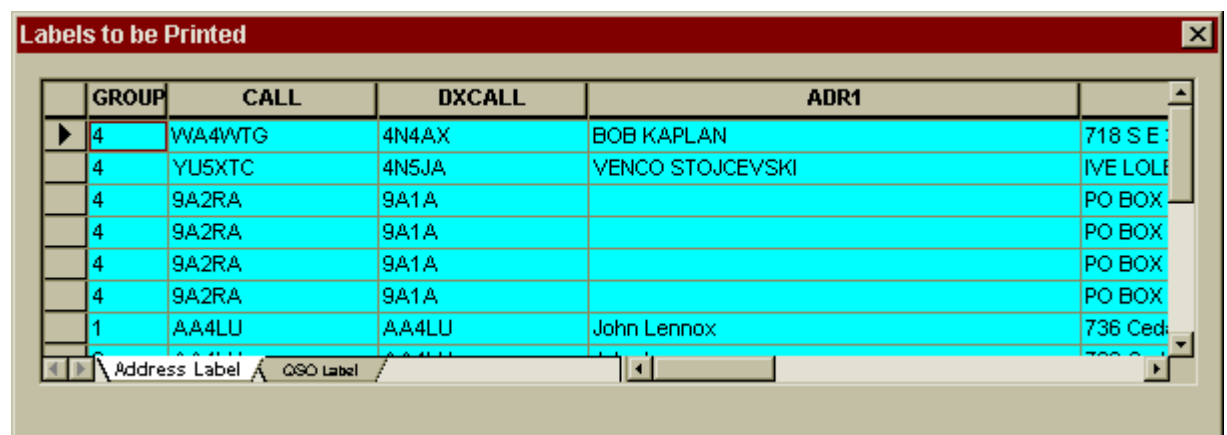 Labels to be Printed
GROUP CALL DXCALL ADR1
4 WA4WTG 4N4AX BOB KAPLAN 718 S E
4 YU5XTC 4N5JA VENCO STOJCEVSKI IVE LOLE
4 9A2RA 9A1A PO BOX
4 9A2RA 9A1A PO BOX
4 9A2RA 9A1A PO BOX
4 9A2RA 9A1A PO BOX
1 AA4LU AA4LU John Lennox 736 Ceda
Address Label QSO Label